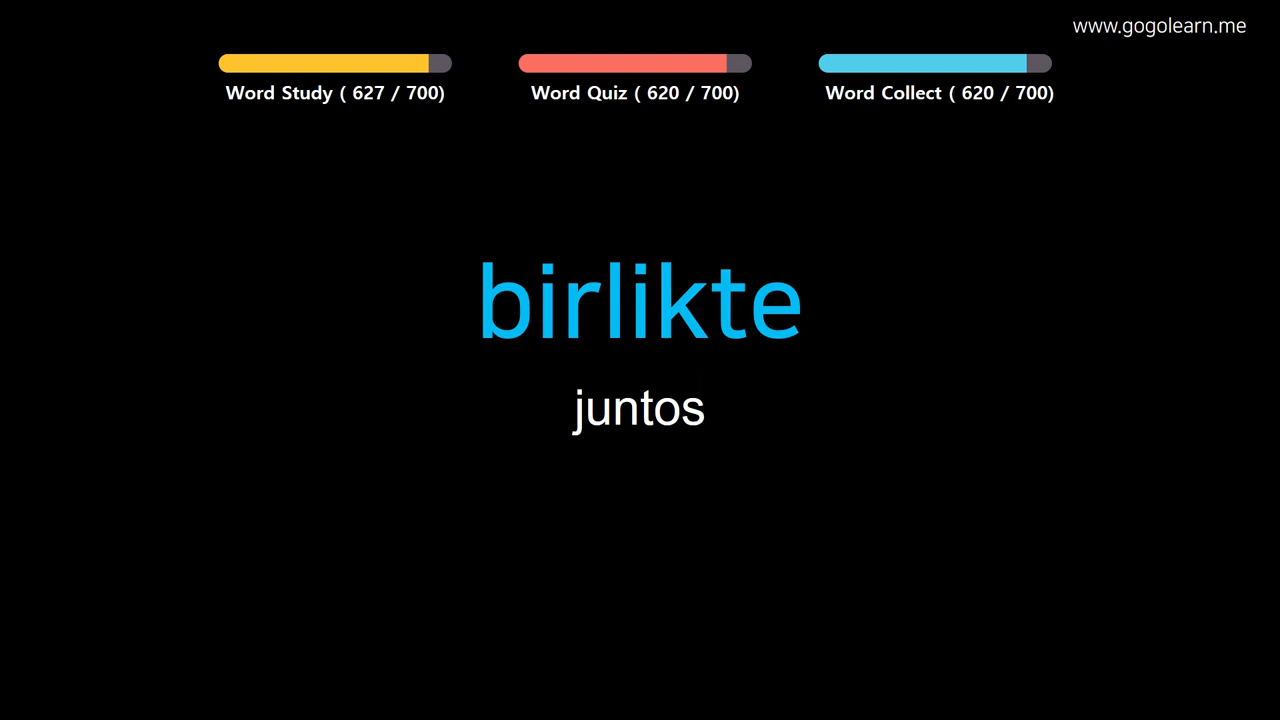 www.gogolearn.me
Word Study ( 627 / 700)
Word Quiz ( 620 / 700)
Word Collect ( 620 / 700)
birlikte
juntos